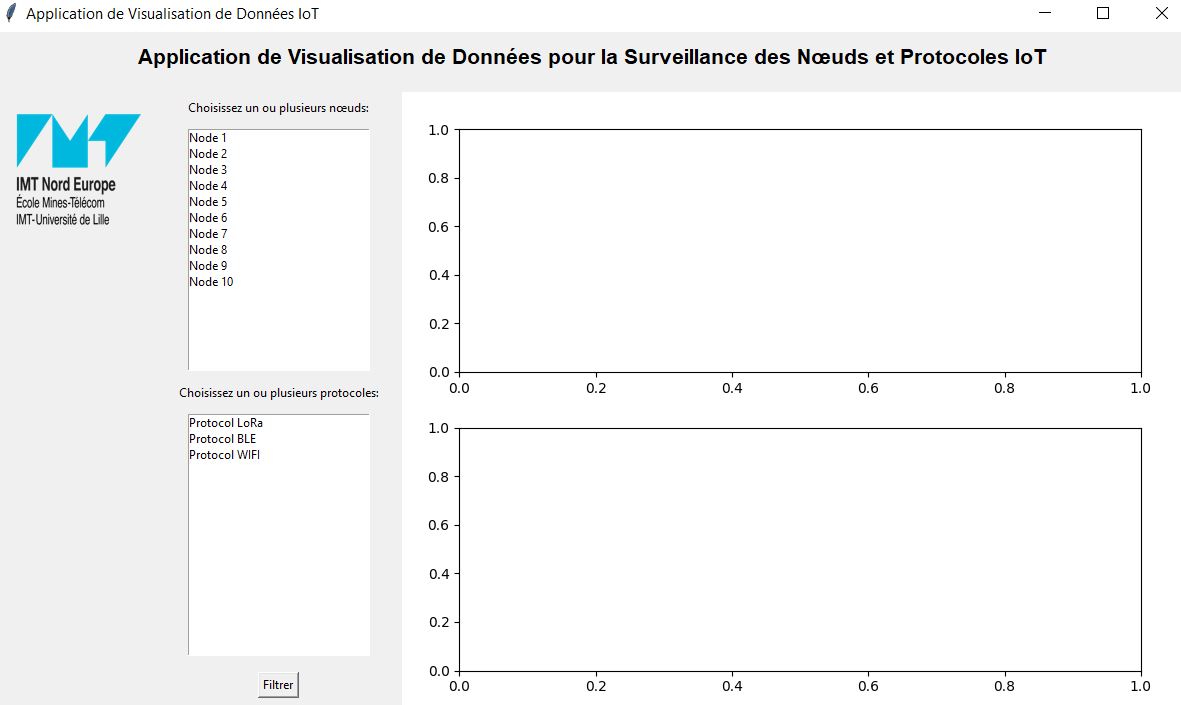 Application de Visualisation de Données IoT
Application de Visualisation de Données pour la Surveillance des Nœuds et Protocoles IoT
IMT Nord Europe
École Mines-Télécom
IMT-Université de Lille
Choisissez un ou plusieurs nœuds:
Node 1
Node 2
Node 3
Node 4
Node 5
Node 6
Node 7
Node 8
Node 9
Node 10
Choisissez un ou plusieurs protocoles:
Protocol LoRa
Protocol BLE
Protocol WIFI
Filtrer
1.0
0.8
0.6
0.4
0.2
0.0
0.0 0.2 0.4 0.6 0.8 1.0
1.0
0.8
0.6
0.4
0.2
0.0
0.0 0.2 0.4 0.6 0.8 1.0